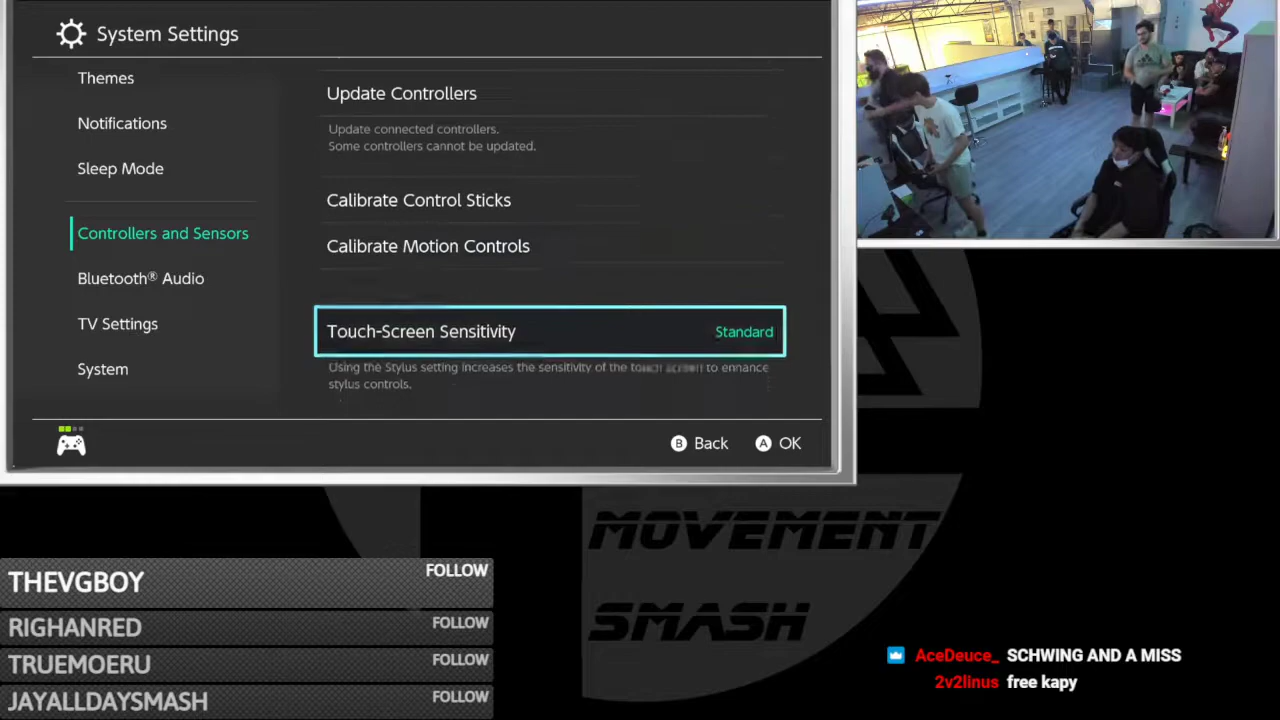 System Settings
Themes
Notifications
Sleep Mode
Controllers and Sensors
Bluetooth® Audio
TV Settings
System
Update Controllers
Update connected controllers.
Some controllers cannot be updated.
Calibrate Control Sticks
Calibrate Motion Controls
Touch-Screen Sensitivity Standard
Using the Stylus setting increases the sensitivity of the touch screen to enhance
stylus controls.
B Back A OK
MOVEMENT
SMASH
THEVGBOY FOLLOW
RIGHANRED FOLLOW
TRUEMOERU FOLLOW
JAYALLDAYSMASH FOLLOW
AceDeuce_ SCHWING AND A MISS
2v2linus free kapy